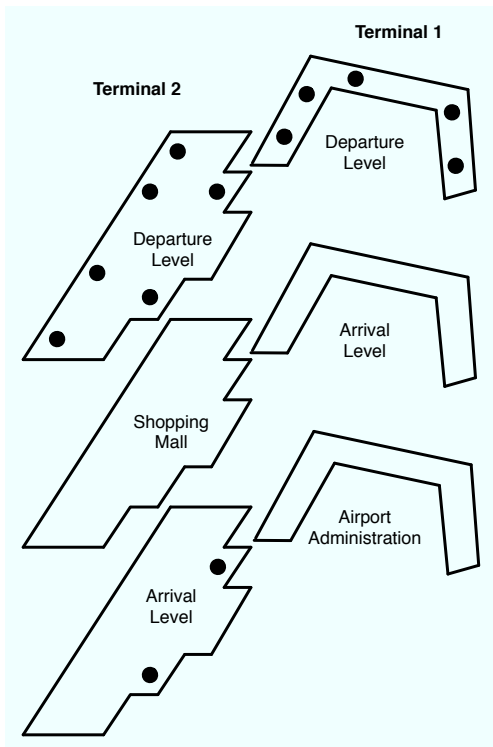 Terminal 1
Terminal 2
Departure
Level
Departure
Level
Arrival
Level
Shopping
Mall
Airport
Administration
Arrival
Level